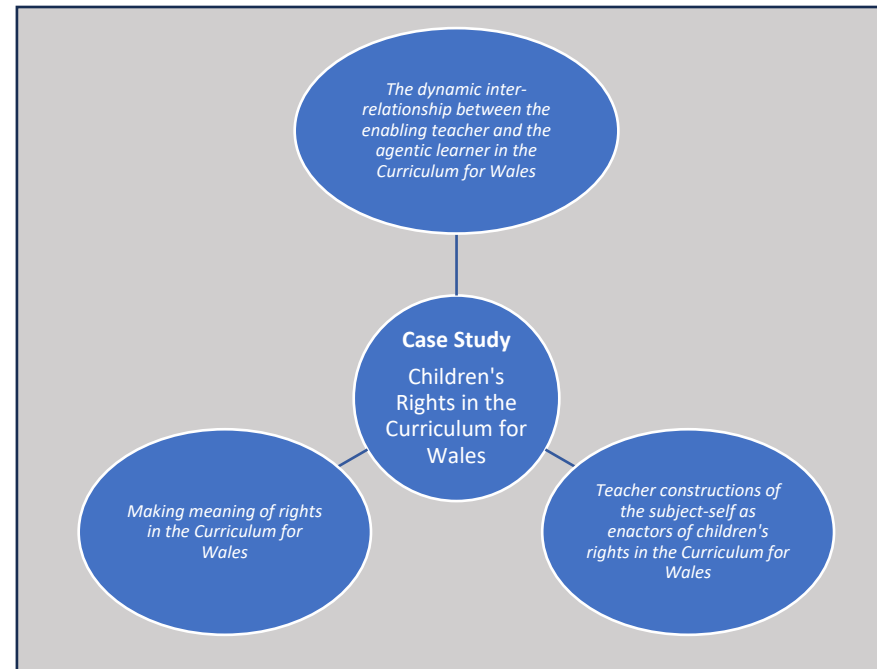 The dynamic inter-
relationship between the
enabling teacher and the
agentic learner in the
Curriculum for Wales
Case Study
Children's
Rights in the
Curriculum for
Wales
Making meaning of rights
in the Curriculum for
Wales
Teacher constructions of
the subject-self as
enactors of children's
rights in the Curriculum for
Wales